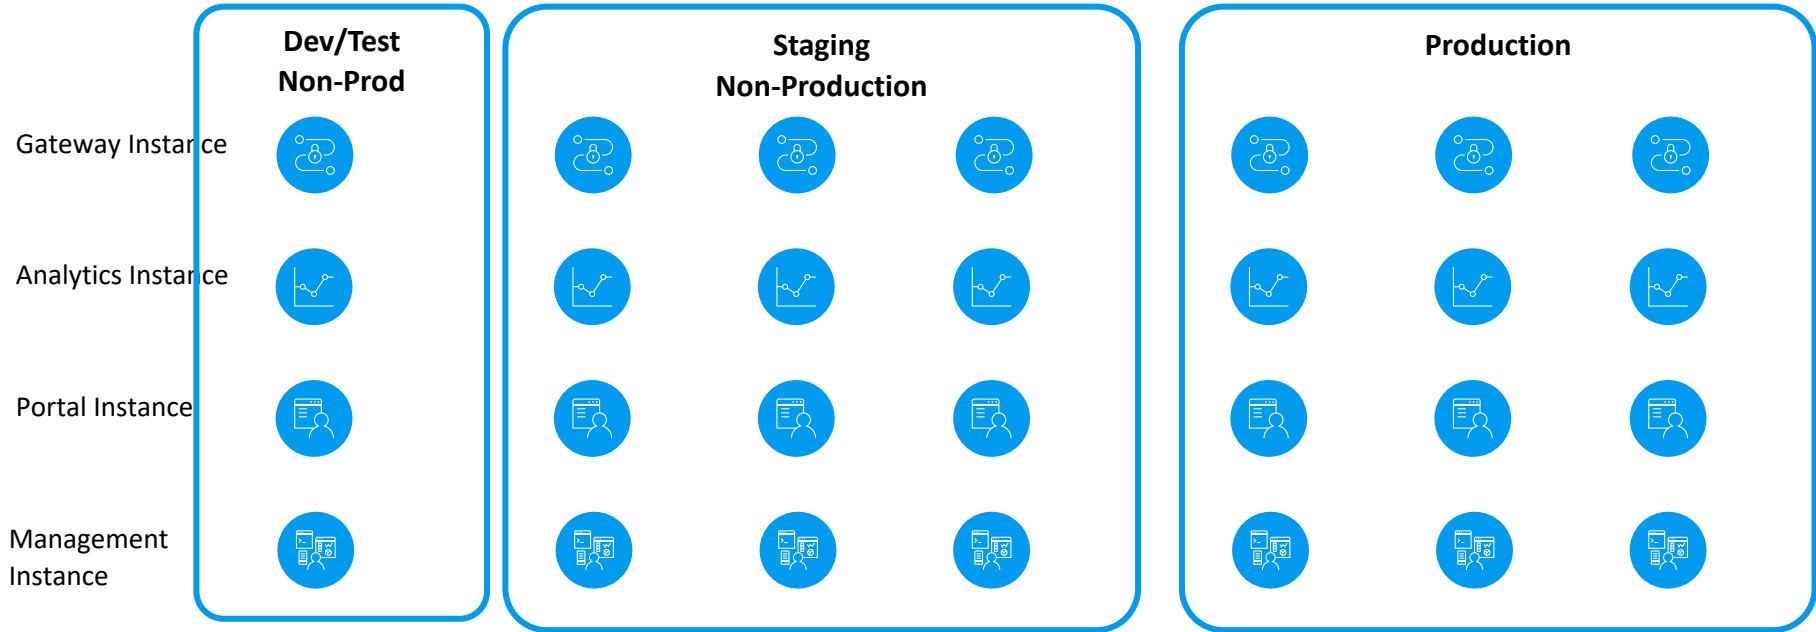 Dev/Test
Non-Prod
Staging
Non-Production
Production
Gateway Instance
Analytics Instance
Portal Instance
Management
Instance